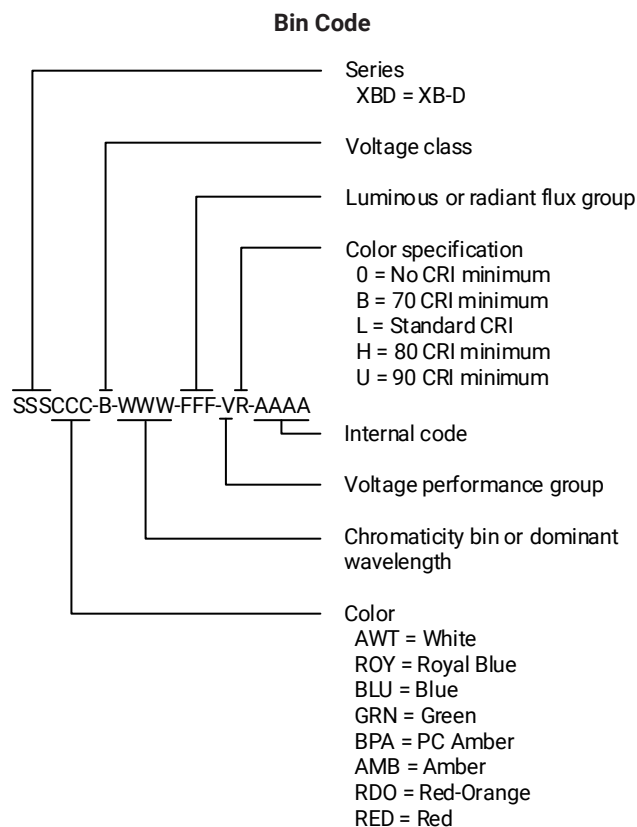 Bin Code
Series
XBD = XB-D
Voltage class
Luminous or radiant flux group
Color specification
0 = No CRI minimum
B = 70 CRI minimum
L = Standard CRI
H = 80 CRI minimum
U = 90 CRI minimum
SSSCCC-B-WWW-FFF-VR-AAAA
Internal code
Voltage performance group
Chromaticity bin or dominant
wavelength
Color
AWT = White
ROY = Royal Blue
BLU = Blue
GRN = Green
BPA = PC Amber
AMB = Amber
RDO = Red-Orange
RED = Red